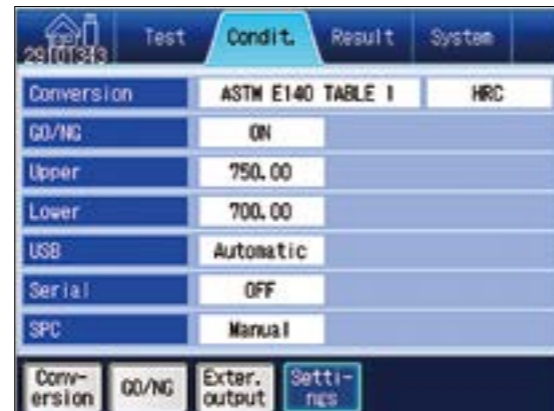 Test Condit. Result System
Conversion ASTM E140 TABLE 1 HRC
GO/NG ON
Upper 750.00
Lower 700.00
USB Automatic
Serial OFF
SPC Manual
Conv-
ersion
GO/NG
Exter.
output
Setti-
ngs